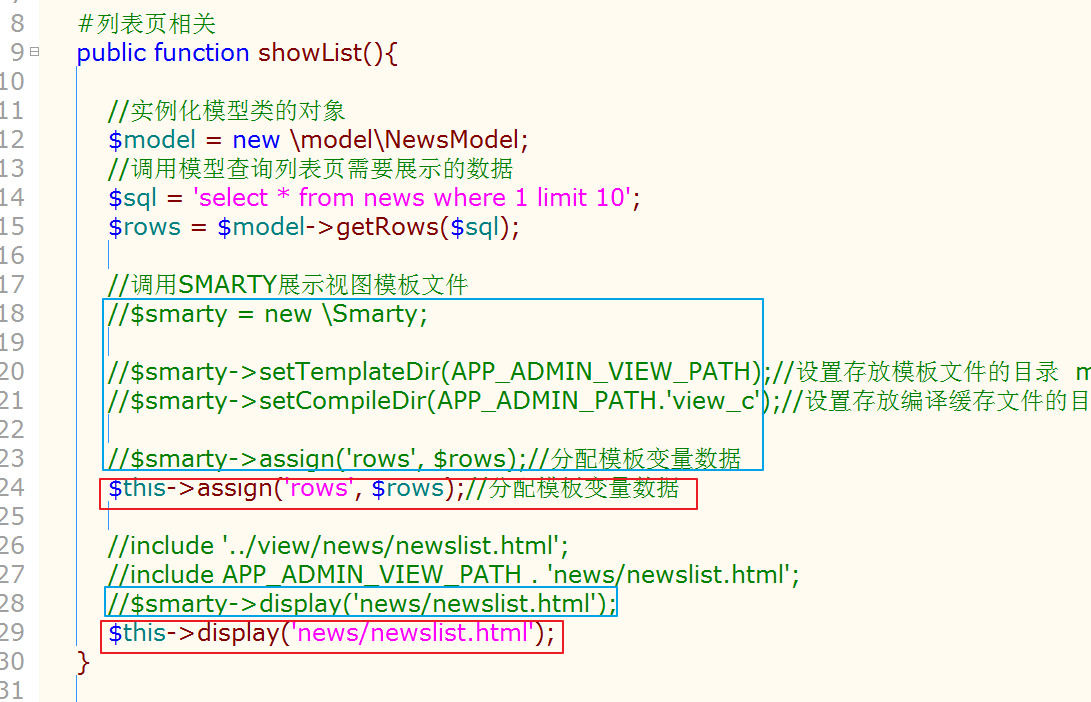 8 #列表页相关
9 public function showList(){
10
11 //实例化模型类的对象
12 $model = new \model\NewsModel;
13 //调用模型查询列表页需要展示的数据
14 $sql = 'select * from news where 1 limit 10';
15 $rows = $model->getRows($sql);
16
17 //调用SMARTY展示视图模板文件
18 //$smarty = new \Smarty;
19
20 //$smarty->setTemplateDir(APP_ADMIN_VIEW_PATH);//设置存放模板文件的目录 m
21 //$smarty->setCompileDir(APP_ADMIN_PATH.'view_c');//设置存放编译缓存文件的目
22
23 //$smarty->assign('rows', $rows);//分配模板变量数据
24 $this->assign('rows', $rows);//分配模板变量数据
25
26 //include '../view/news/newslist.html';
27 //include APP_ADMIN_VIEW_PATH . 'news/newslist.html';
28 //$smarty->display('news/newslist.html');
29 $this->display('news/newslist.html');
30 }
31